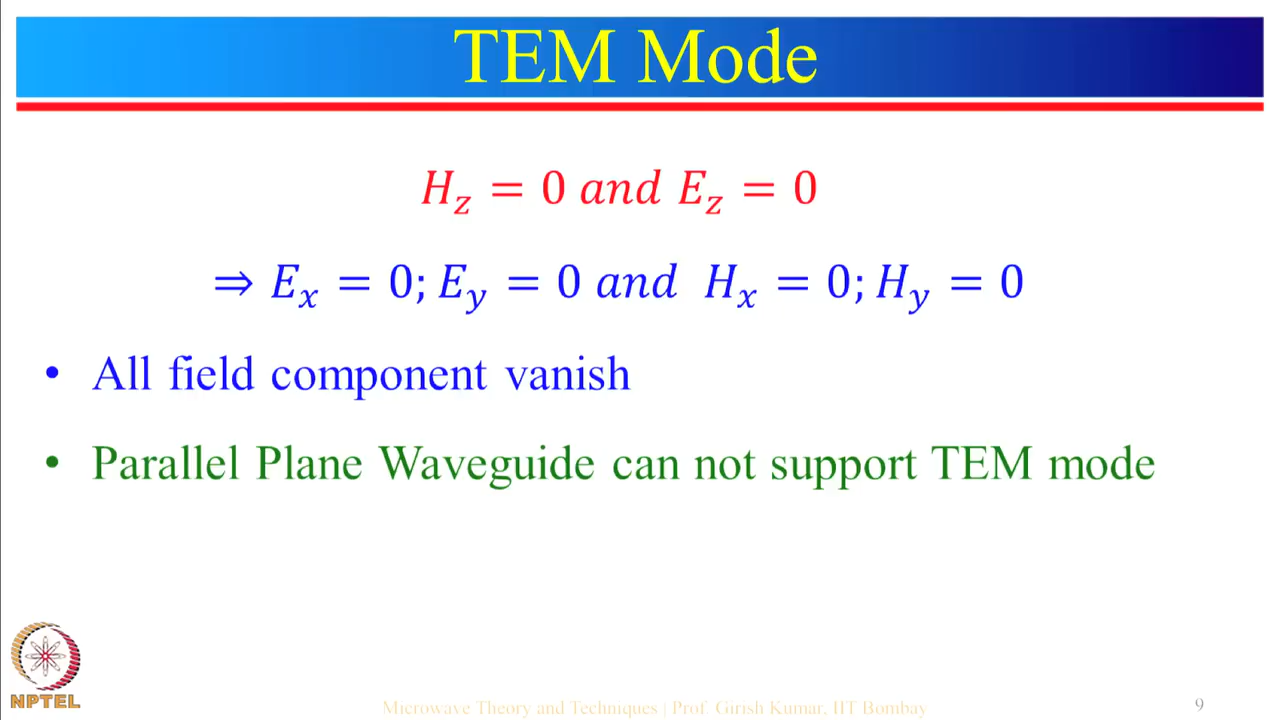 TEM Mode
H_z = 0 and E_z = 0
⇒ E_x = 0; E_y = 0 and H_x = 0; H_y = 0
• All field component vanish
• Parallel Plane Waveguide can not support TEM mode
NPTEL
Microwave Theory and Techniques | Prof. Girish Kumar, IIT Bombay
9